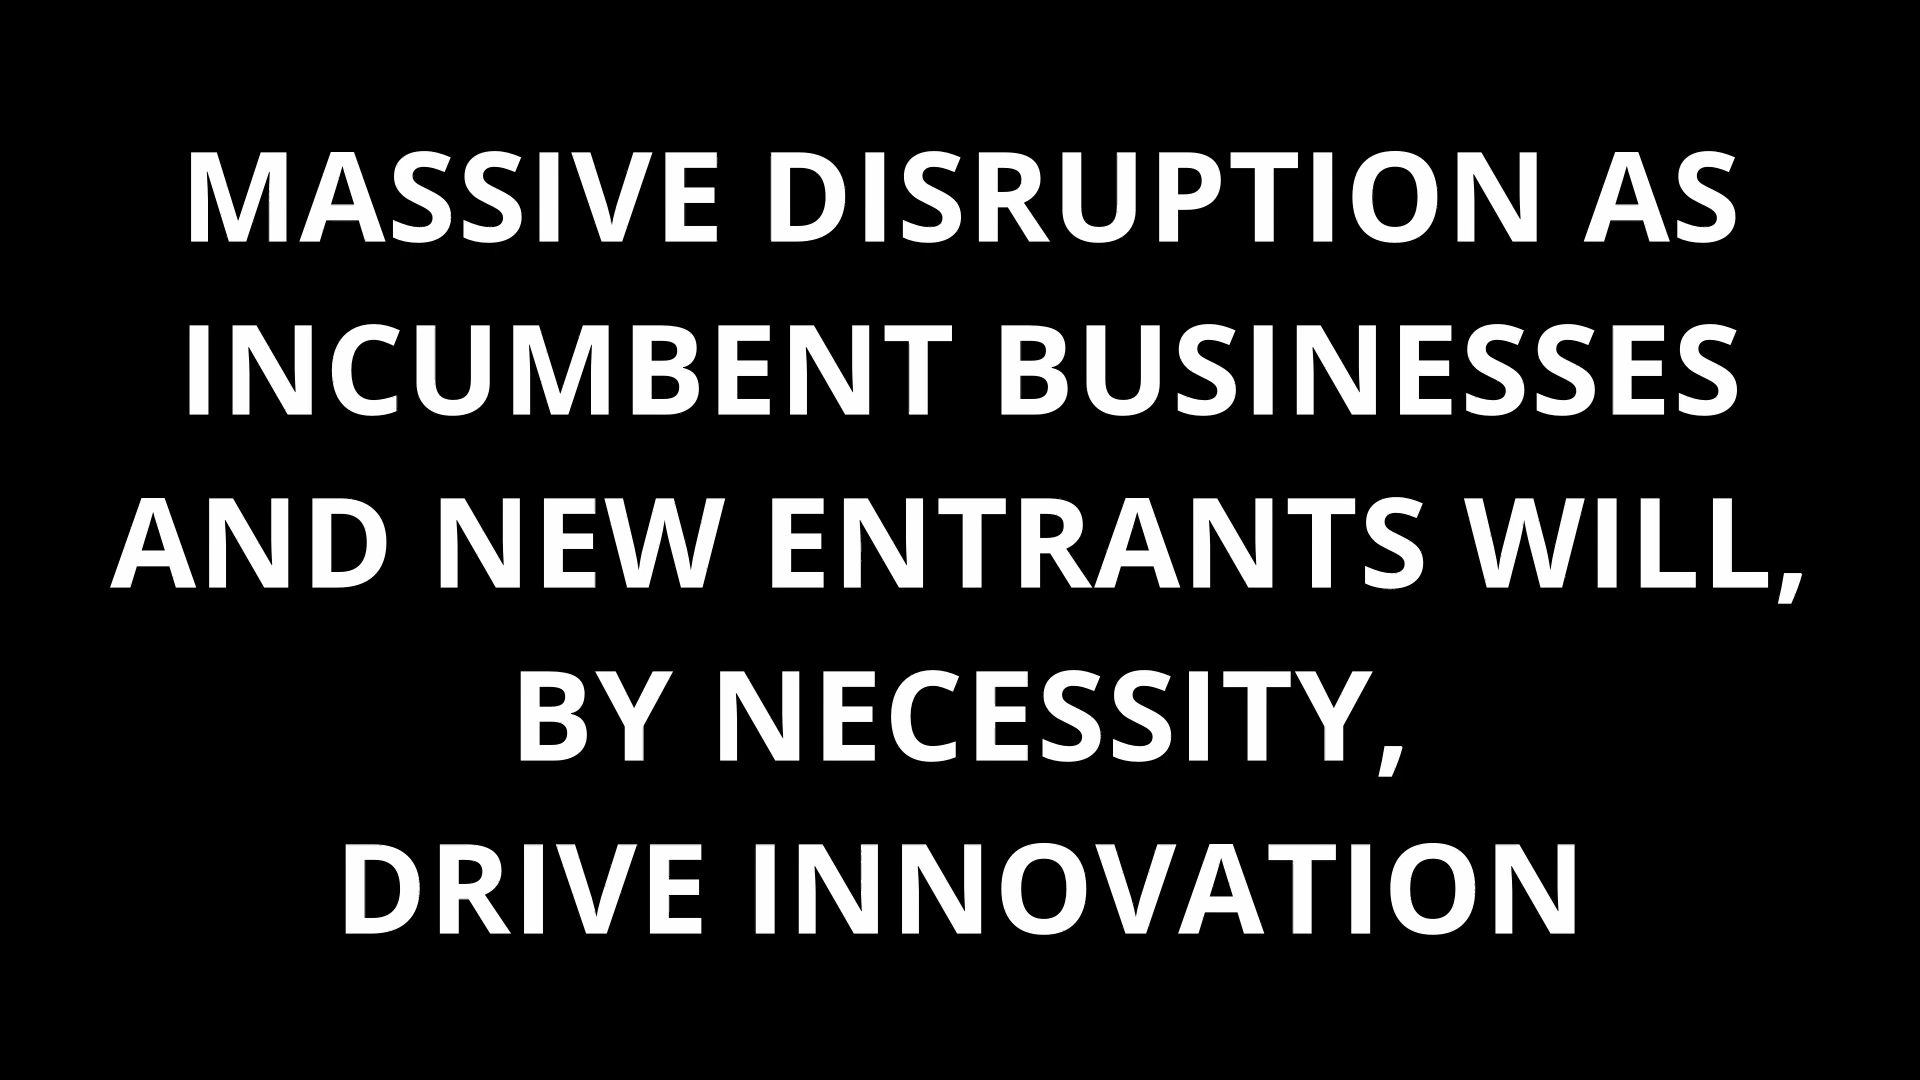 MASSIVE DISRUPTION AS
INCUMBENT BUSINESSES
AND NEW ENTRANTS WILL,
BY NECESSITY,
DRIVE INNOVATION